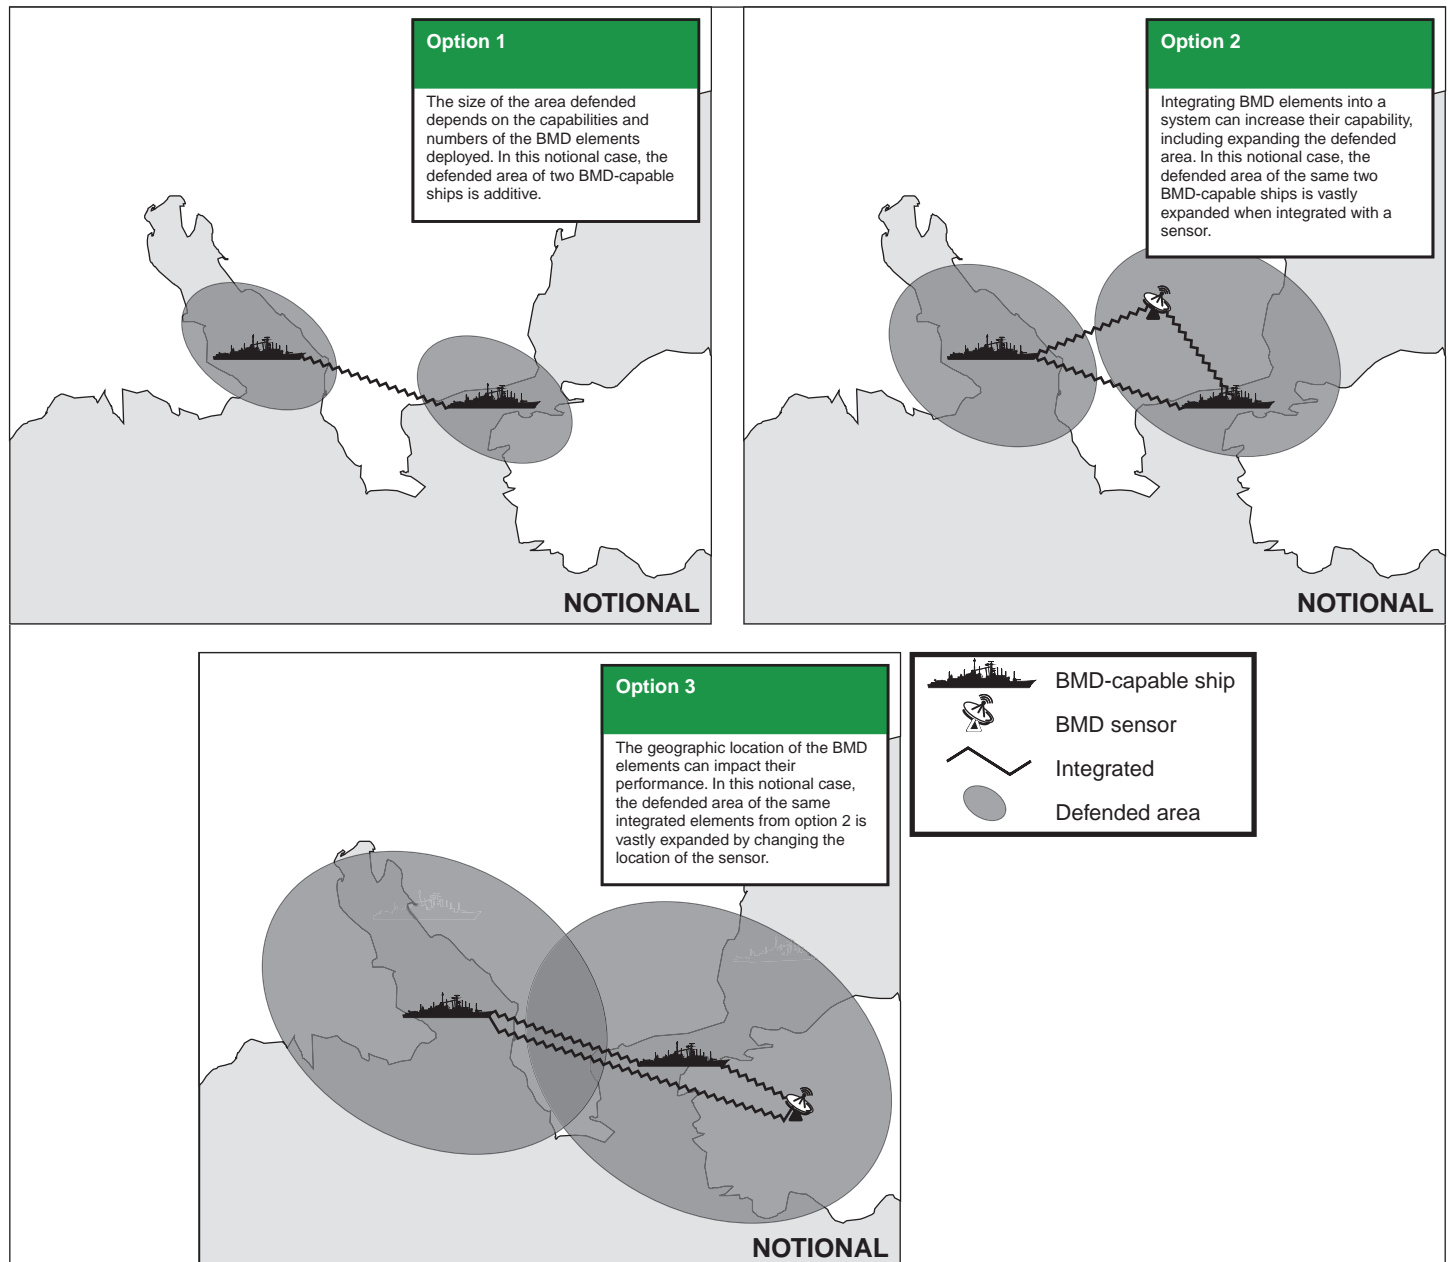 Option 1
The size of the area defended
depends on the capabilities and
numbers of the BMD elements
deployed. In this notional case, the
defended area of two BMD-capable
ships is additive.
NOTIONAL
Option 2
Integrating BMD elements into a
system can increase their capability,
including expanding the defended
area. In this notional case, the
defended area of the same two
BMD-capable ships is vastly
expanded when integrated with a
sensor.
NOTIONAL
Option 3
The geographic location of the BMD
elements can impact their
performance. In this notional case,
the defended area of the same
integrated elements from option 2 is
vastly expanded by changing the
location of the sensor.
NOTIONAL
BMD-capable ship
BMD sensor
Integrated
Defended area